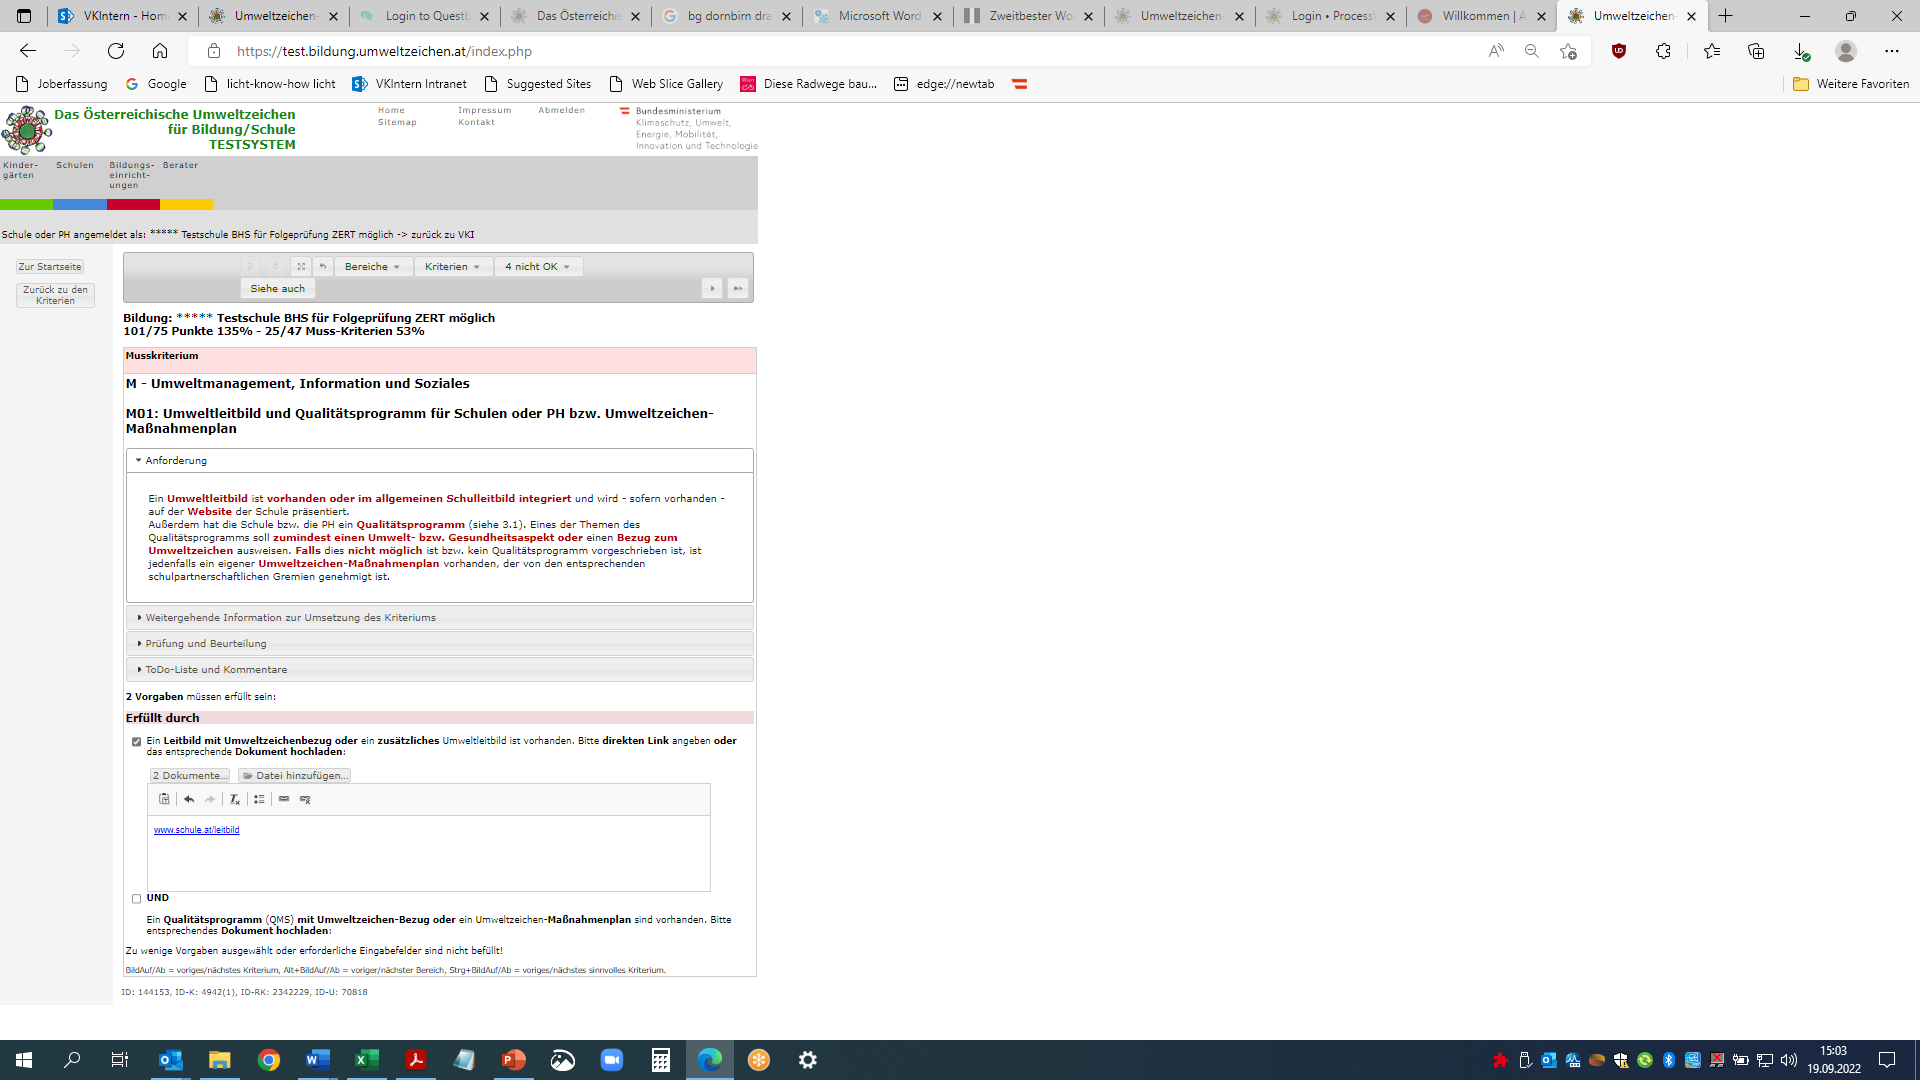 VKIntern - Hom
Umweltzeichen-
Login to Questb
Das Österreichis
bg dornbirn dra
Microsoft Word
Zweitbester Wo
Umweltzeichen-
Login • Process
Willkommen | A
Umweltzeichen-
https://test.bildung.umweltzeichen.at/index.php
Joberfassung
Google
licht-know-how licht
VKIntern Intranet
Suggested Sites
Web Slice Gallery
Diese Radwege bau...
edge://newtab
Weitere Favoriten
Das Österreichische Umweltzeichen
für Bildung/Schule
TESTSYSTEM
Home
Sitemap
Impressum
Kontakt
Abmelden
Bundesministerium
Klimaschutz, Umwelt,
Energie, Mobilität,
Innovation und Technologie
Kinder-
gärten
Schulen
Bildungs-
einricht-
ungen
Berater
Schule oder PH angemeldet als: ***** Testschule BHS für Folgeprüfung ZERT möglich -> zurück zu VKI
Zur Startseite
Zurück zu den
Kriterien
Bereiche
Kriterien
4 nicht OK
Siehe auch
Bildung: ***** Testschule BHS für Folgeprüfung ZERT möglich
101/75 Punkte 135% - 25/47 Muss-Kriterien 53%
Musskriterium
M - Umweltmanagement, Information und Soziales
M01: Umweltleitbild und Qualitätsprogramm für Schulen oder PH bzw. Umweltzeichen-
Maßnahmenplan
Anforderung
Ein Umweltleitbild ist vorhanden oder im allgemeinen Schulleitbild integriert und wird - sofern vorhanden -
auf der Website der Schule präsentiert.
Außerdem hat die Schule bzw. die PH ein Qualitätsprogramm (siehe 3.1). Eines der Themen des
Qualitätsprogramms soll zumindest einen Umwelt- bzw. Gesundheitsaspekt oder einen Bezug zum
Umweltzeichen ausweisen. Falls dies nicht möglich ist bzw. kein Qualitätsprogramm vorgeschrieben ist, ist
jedenfalls ein eigener Umweltzeichen-Maßnahmenplan vorhanden, der von den entsprechenden
schulpartnerschaftlichen Gremien genehmigt ist.
Weitergehende Information zur Umsetzung des Kriteriums
Prüfung und Beurteilung
ToDo-Liste und Kommentare
2 Vorgaben müssen erfüllt sein:
Erfüllt durch
Ein Leitbild mit Umweltzeichenbezug oder ein zusätzliches Umweltleitbild ist vorhanden. Bitte direkten Link angeben oder
das entsprechende Dokument hochladen:
2 Dokumente...
Datei hinzufügen...
www.schule.at/leitbild
UND
Ein Qualitätsprogramm (QMS) mit Umweltzeichen-Bezug oder ein Umweltzeichen-Maßnahmenplan sind vorhanden. Bitte
entsprechendes Dokument hochladen:
Zu wenige Vorgaben ausgewählt oder erforderliche Eingabefelder sind nicht befüllt!
BildAuf/Ab = voriges/nächstes Kriterium, Alt+BildAuf/Ab = voriger/nächster Bereich, Strg+BildAuf/Ab = voriges/nächstes sinnvolles Kriterium.
ID: 144153, ID-K: 4942(1), ID-RK: 2342229, ID-U: 70818
15:03
19.09.2022